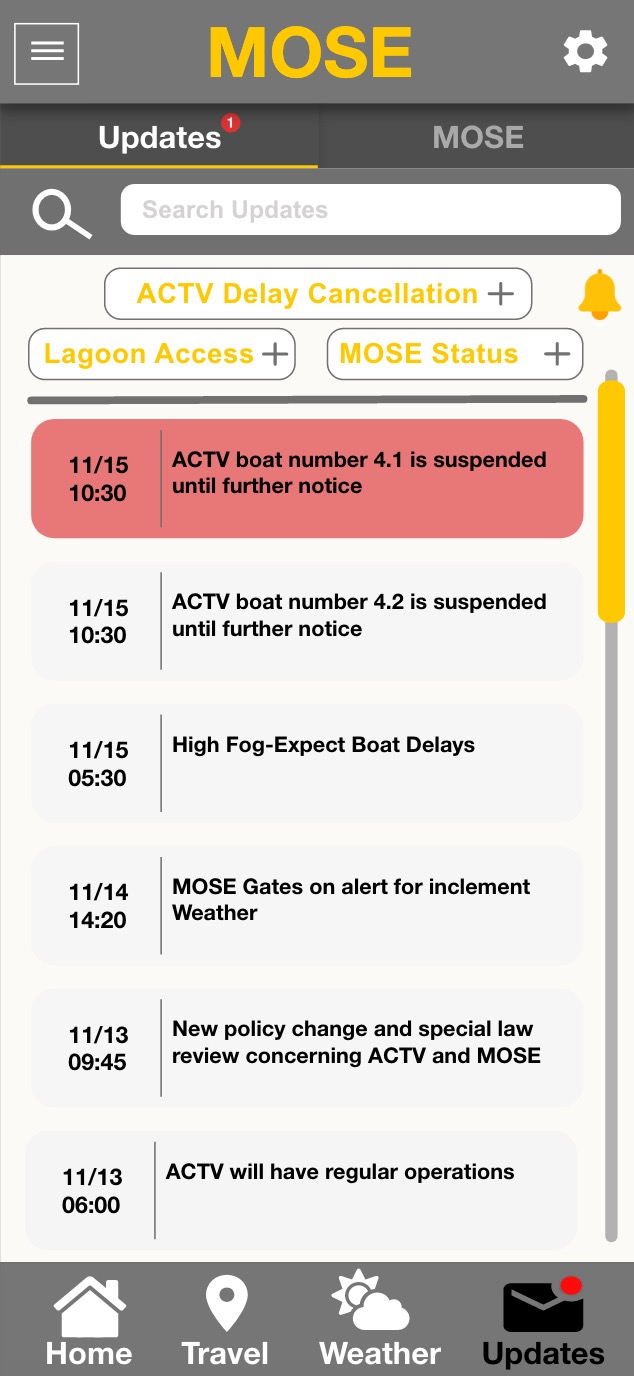 MOSE
Updates 1
MOSE
Search Updates
ACTV Delay Cancellation +
Lagoon Access +
MOSE Status +
11/15
10:30
ACTV boat number 4.1 is suspended
until further notice
11/15
10:30
ACTV boat number 4.2 is suspended
until further notice
11/15
05:30
High Fog-Expect Boat Delays
11/14
14:20
MOSE Gates on alert for inclement
Weather
11/13
09:45
New policy change and special law
review concerning ACTV and MOSE
11/13
06:00
ACTV will have regular operations
Home
Travel
Weather
Updates